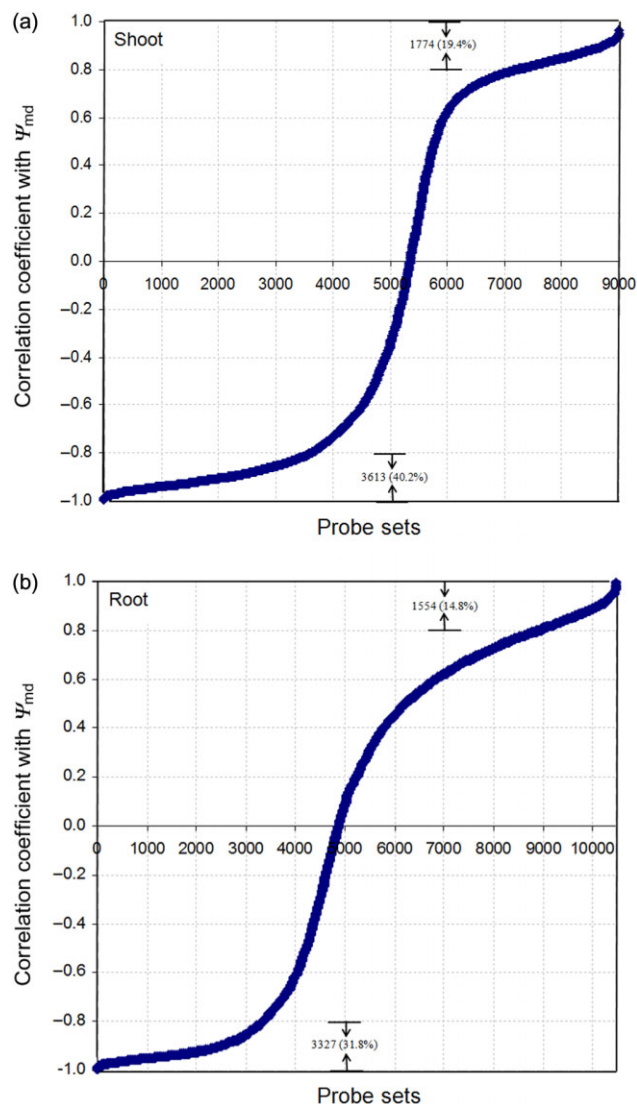 (a)
Shoot
1774 (19.4%)
1.0
0.8
0.6
0.4
0.2
0.0
–0.2
–0.4
–0.6
–0.8
–1.0
0 1000 2000 3000 4000 5000 6000 7000 8000 9000
3613 (40.2%)
Correlation coefficient with Ψmd
Probe sets
(b)
Root
1554 (14.8%)
1.0
0.8
0.6
0.4
0.2
0.0
–0.2
–0.4
–0.6
–0.8
–1.0
0 1000 2000 3000 4000 5000 6000 7000 8000 9000 10000
3327 (31.8%)
Correlation coefficient with Ψmd
Probe sets